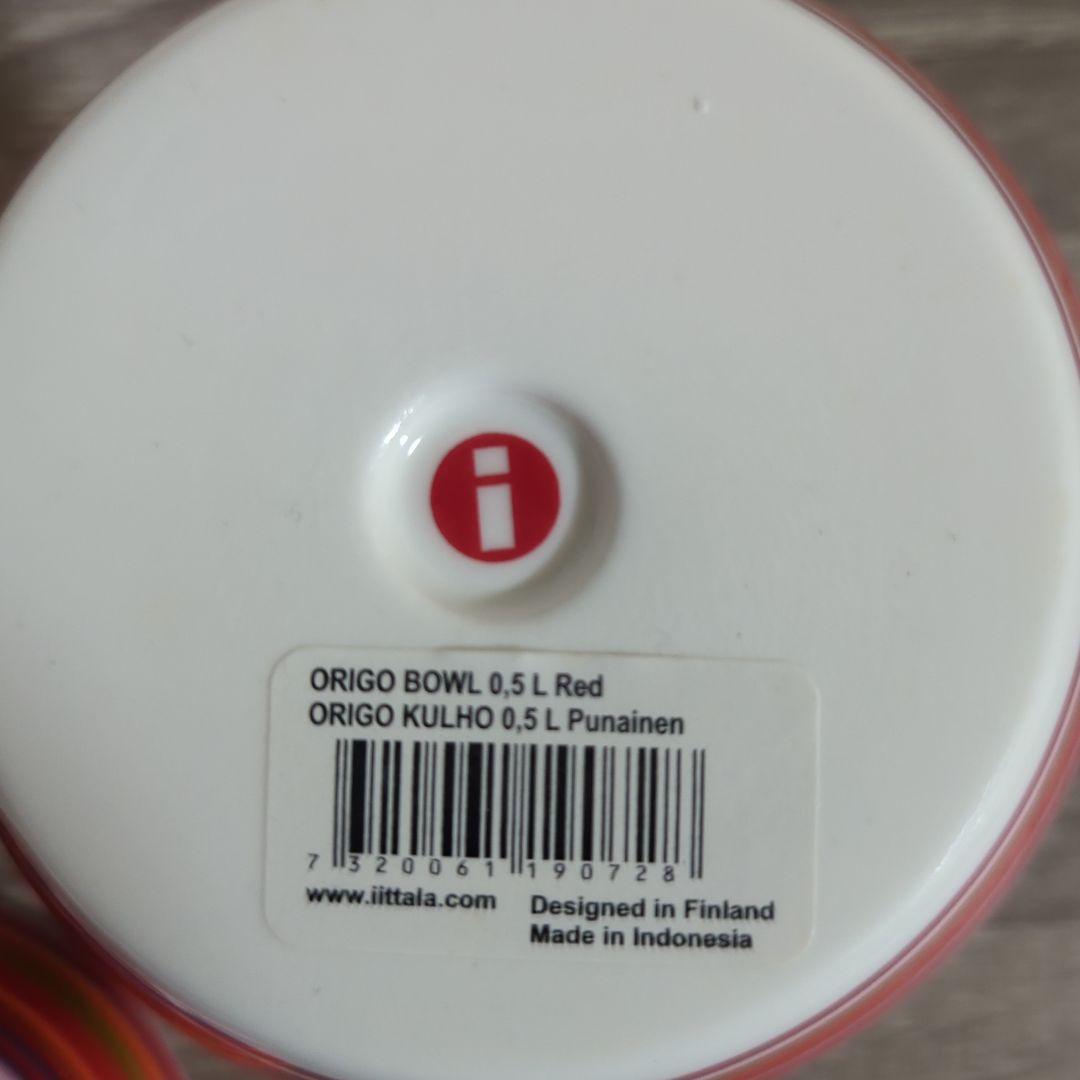 i
ORIGO BOWL 0,5 L Red
ORIGO KULHO 0,5 L Punainen
7 320061 190728
www.iittala.com
Designed in Finland
Made in Indonesia